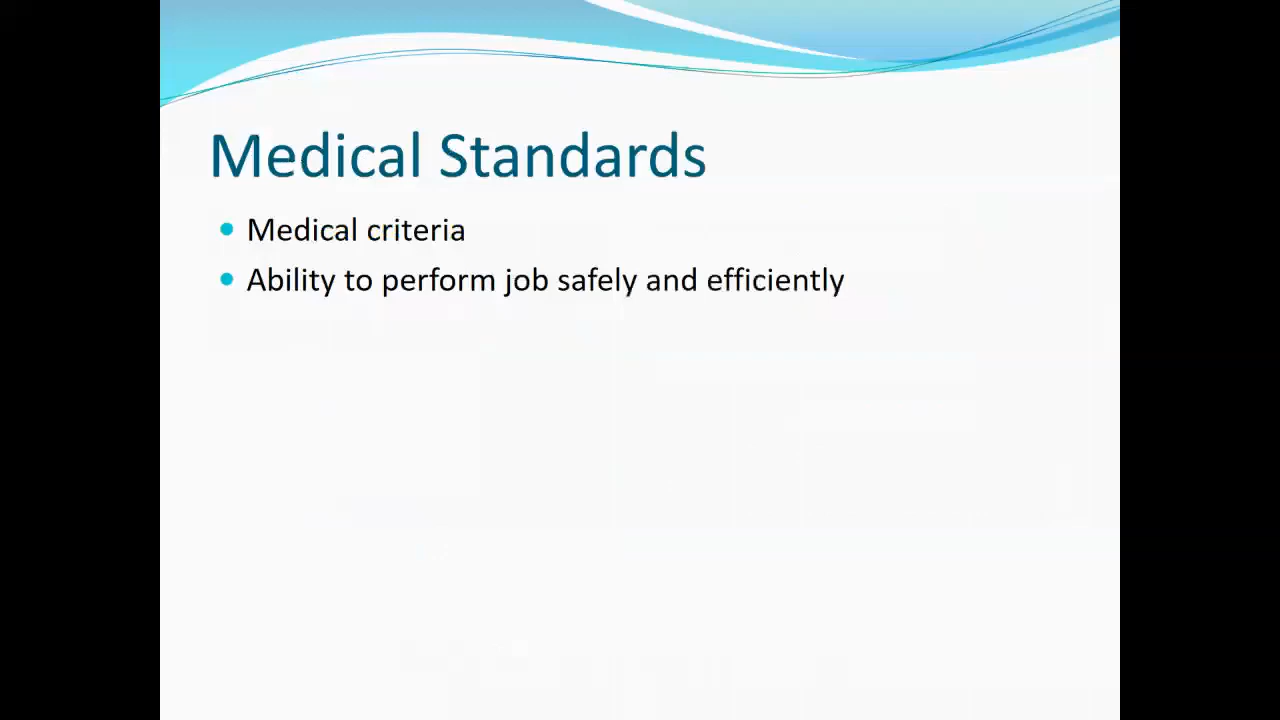 Medical Standards
Medical criteria
Ability to perform job safely and efficiently